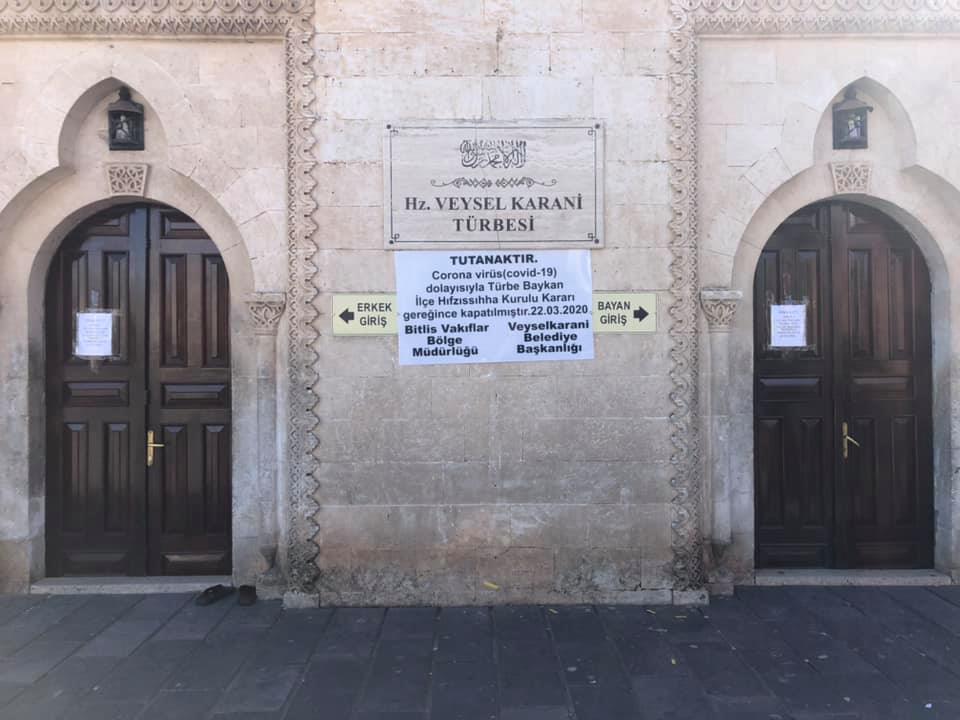 Hz. VEYSEL KARANİ
TÜRBESİ
TUTANAKTIR.
Corona virüs(covid-19)
dolayısıyla Türbe Baykan
İlçe Hıfzıssıhha Kurulu Kararı
gereğince kapatılmıştır.22.03.2020
Bitlis Vakıflar
Bölge
Müdürlüğü
Veyselkarani
Belediye
Başkanlığı
ERKEK
GİRİŞ
BAYAN
GİRİŞ